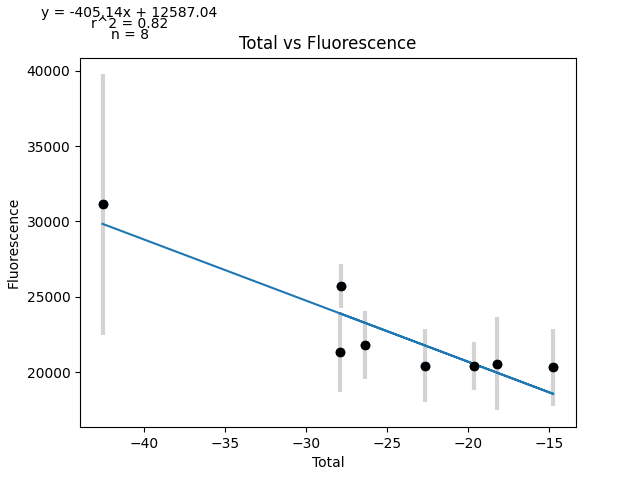 y = -405.14x + 12587.04
r^2 = 0.82
n = 8
Total vs Fluorescence
40000
35000
30000
25000
20000
Fluorescence
−40
−35
−30
−25
−20
−15
Total